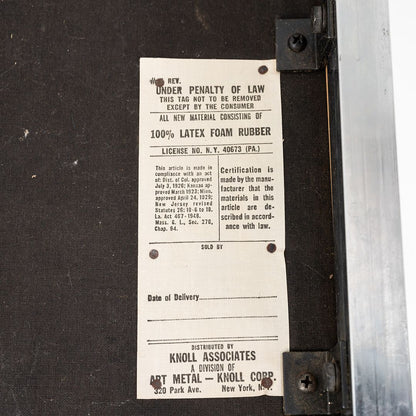 REV.
UNDER PENALTY OF LAW
THIS TAG NOT TO BE REMOVED
EXCEPT BY THE CONSUMER
ALL NEW MATERIAL CONSISTING OF
100% LATEX FOAM RUBBER
LICENSE NO. N.Y. 40673 (PA.)
This article is made in
compliance with an act
of: Dist. of Col. approved
July 3, 1926; Kansas ap
proved March 1923; Minn.
approved April 24, 1929;
New Jersey revised
Statutes 26; 10-6 to 18.
La. Act 467-1948.
Mass. G. L., Sec. 270,
Chap. 94.
Certification is
made by the manu-
facturer that the
materials in this
article are de-
scribed in accord-
ance with law.
SOLD BY
Date of Delivery
DISTRIBUTED BY
KNOLL ASSOCIATES
A DIVISION OF
ART METAL — KNOLL CORP.
320 Park Ave. New York, N.Y.